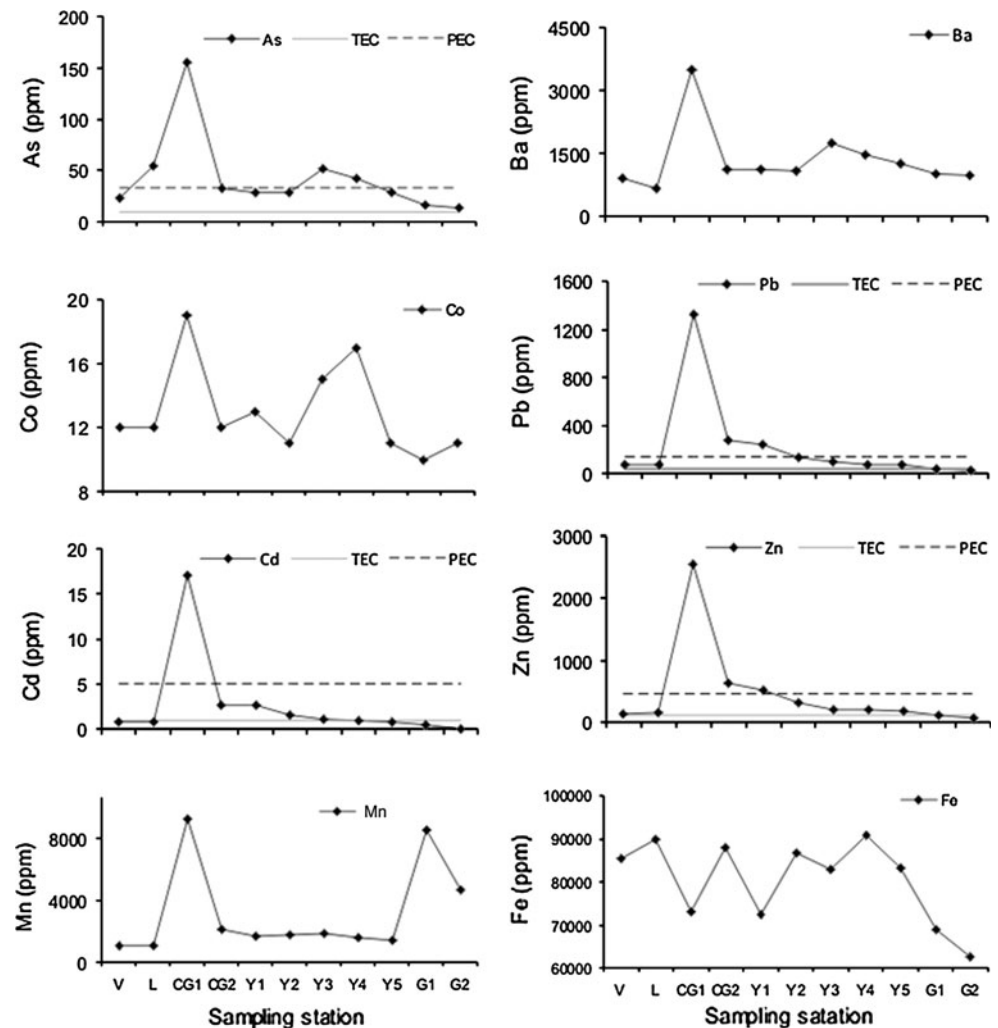 As TEC PEC
As (ppm)
200
150
100
50
0
Ba
Ba (ppm)
4500
3000
1500
0
Co
Co (ppm)
20
16
12
8
Pb TEC PEC
Pb (ppm)
1600
1200
800
400
0
Cd TEC PEC
Cd (ppm)
20
15
10
5
0
Zn TEC PEC
Zn (ppm)
3000
2000
1000
0
Mn
Mn (ppm)
8000
4000
0
V L CG1 CG2 Y1 Y2 Y3 Y4 Y5 G1 G2
Sampling station
Fe
Fe (ppm)
100000
90000
80000
70000
60000
V L CG1 CG2 Y1 Y2 Y3 Y4 Y5 G1 G2
Sampling satation